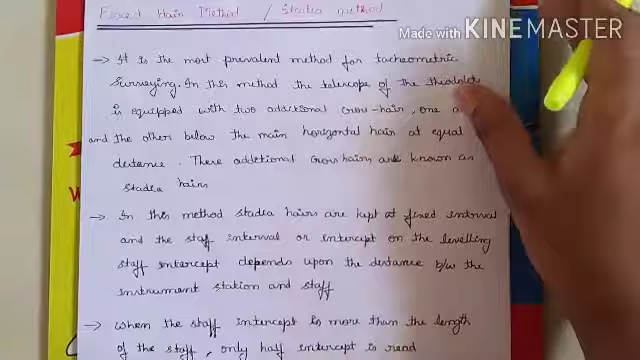 Fixed Hair Method / Stadia method
Made with KINEMASTER
→ It is the most prevalent method for tacheometric
surveying. In this method the telescope of the thiodolite
is equipped with two additional cross-hair, one a
and the other below the main horizontal hair at equal
distance. These additional cross hairs are known as
stadia hairs
→ In this method stadia hairs are kept at fixed interval
and the staff interval or intercept on the levelling
staff intercept depends upon the distance b/w the
instrument station and staff
→ When the staff intercept is more than the length
of the staff, only half intercept is read